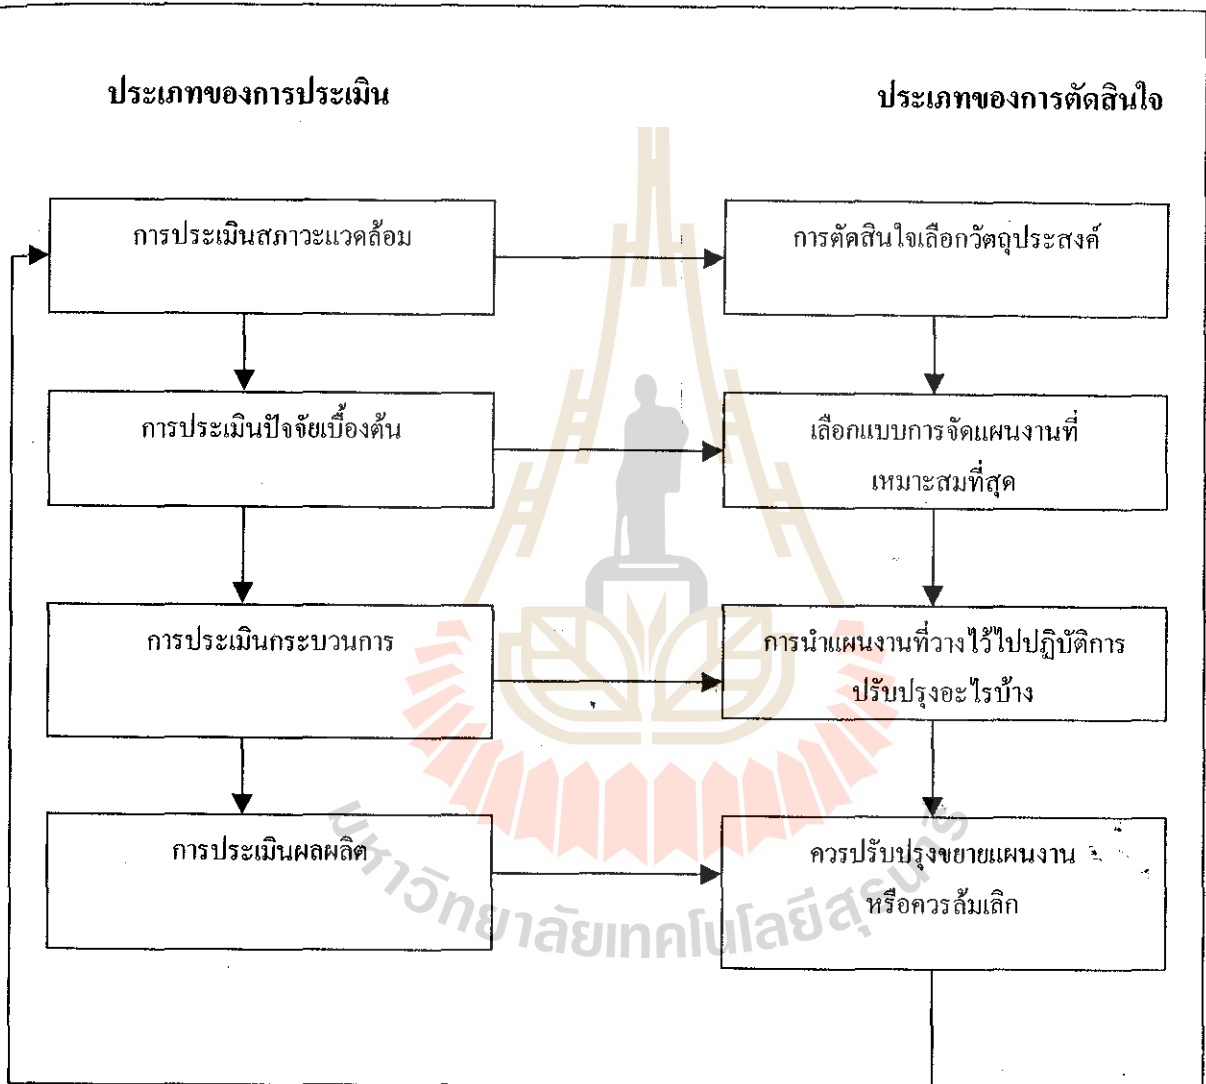 ประเภทของการประเมิน
ประเภทของการตัดสินใจ
การประเมินสภาวะแวดล้อม
การตัดสินใจเลือกวัตถุประสงค์
การประเมินปัจจัยเบื้องต้น
เลือกแบบการจัดแผนงานที่
เหมาะสมที่สุด
การประเมินกระบวนการ
การนำแผนงานที่วางไว้ไปปฏิบัติการ
ปรับปรุงอะไรบ้าง
การประเมินผลผลิต
ควรปรับปรุงขยายแผนงาน
หรือควรล้มเลิก
มหาวิทยาลัยเทคโนโลยีสุรนารี